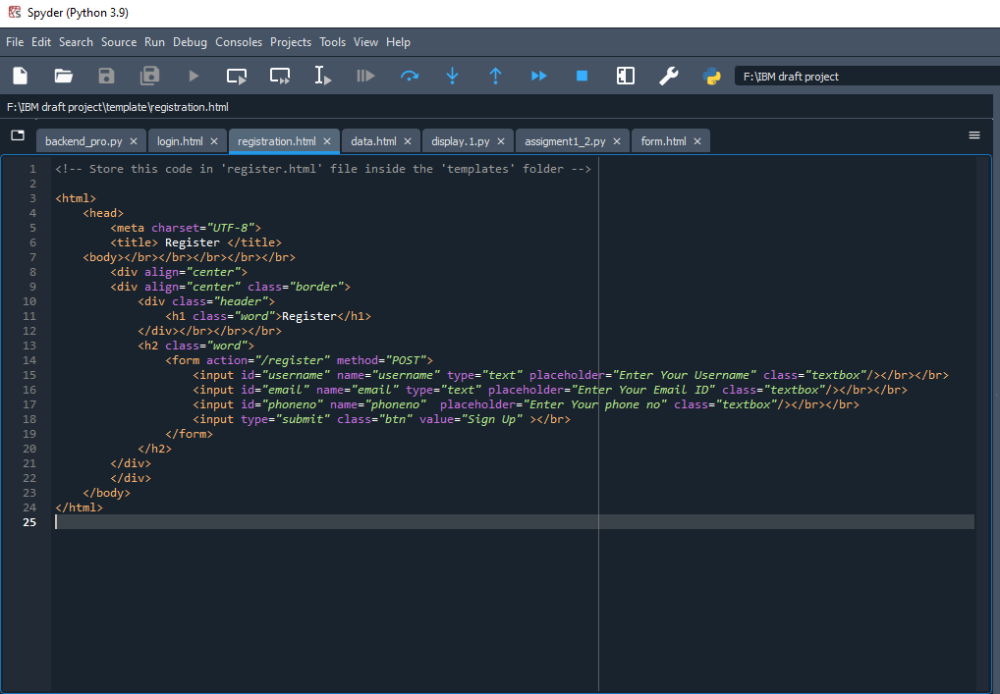 Spyder (Python 3.9)
File Edit Search Source Run Debug Consoles Projects Tools View Help
F:\IBM draft project
F:\IBM draft project\template\registration.html
backend_pro.py login.html registration.html data.html display.1.py assigment1_2.py form.html
1 <!-- Store this code in 'register.html' file inside the 'templates' folder -->
2
3 <html>
4     <head>
5         <meta charset="UTF-8">
6         <title> Register </title>
7     <body></br></br></br></br></br>
8         <div align="center">
9         <div align="center" class="border">
10             <div class="header">
11                 <h1 class="word">Register</h1>
12             </div></br></br></br>
13             <h2 class="word">
14                 <form action="/register" method="POST">
15                     <input id="username" name="username" type="text" placeholder="Enter Your Username" class="textbox"/></br></br>
16                     <input id="email" name="email" type="text" placeholder="Enter Your Email ID" class="textbox"/></br></br>
17                     <input id="phoneno" name="phoneno"  placeholder="Enter Your phone no" class="textbox"/></br></br>
18                     <input type="submit" class="btn" value="Sign Up" ></br>
19                 </form>
20             </h2>
21         </div>
22         </div>
23     </body>
24 </html>
25